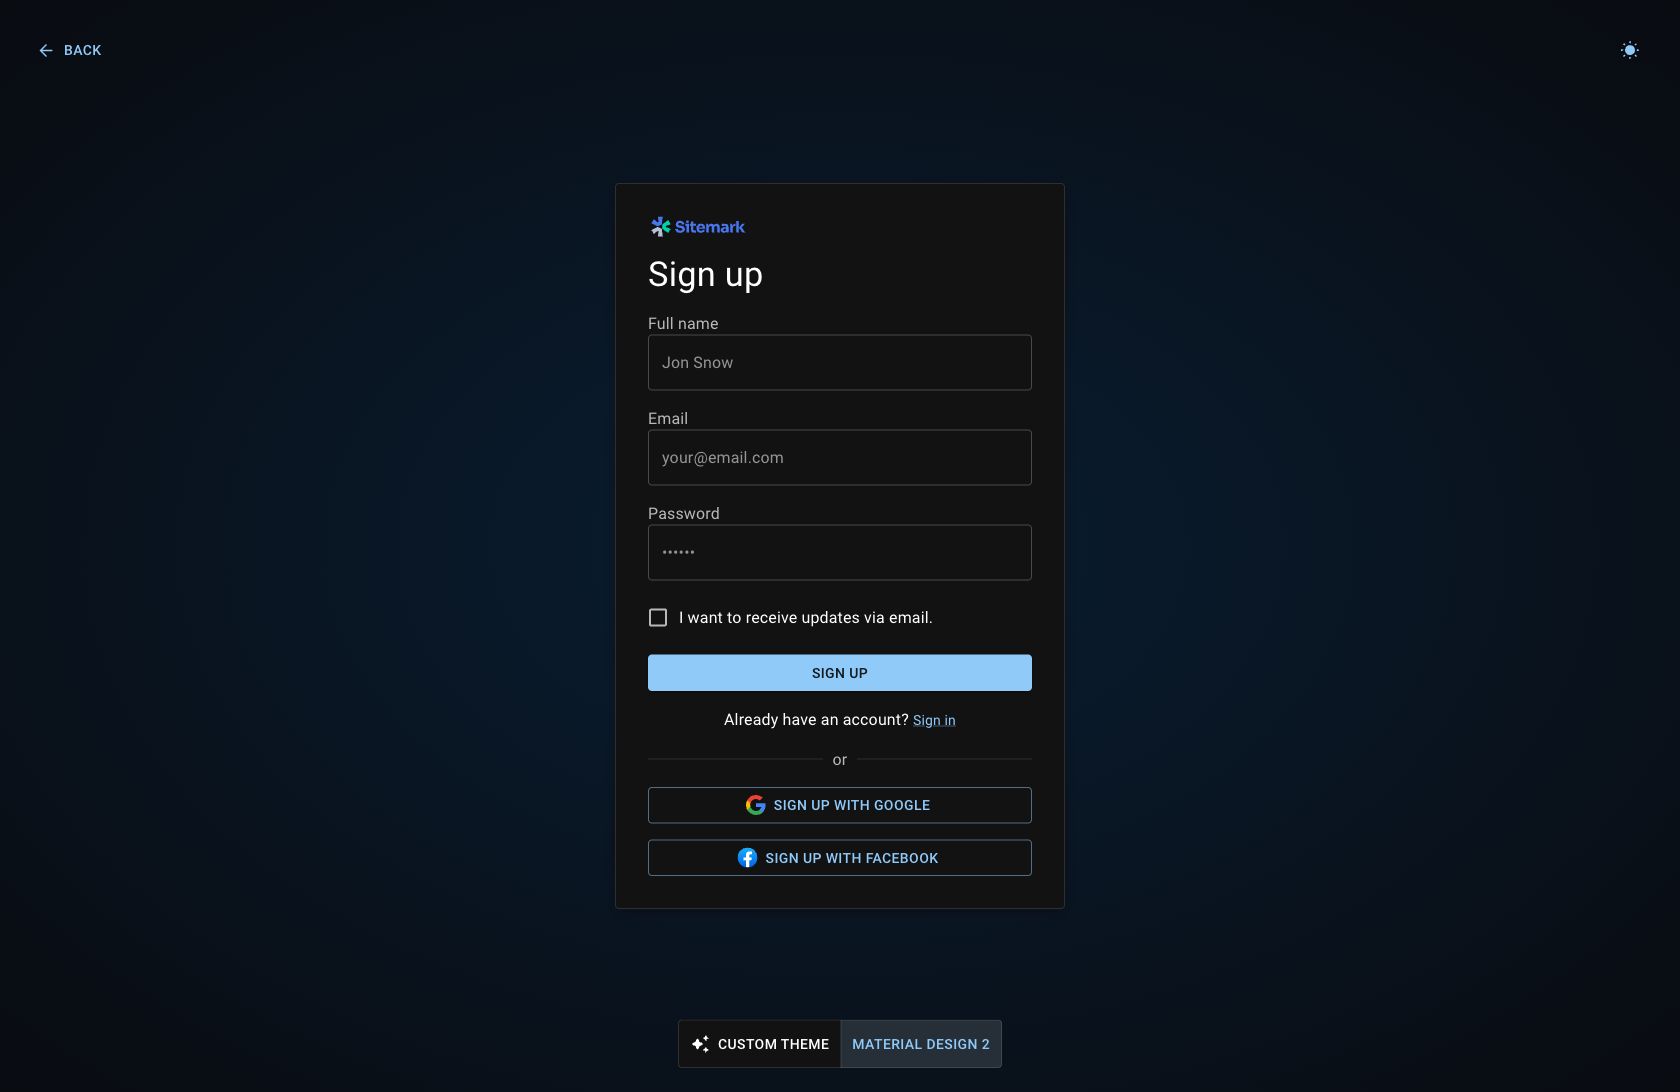 BACK
Sitemark
Sign up
Full name
Jon Snow
Email
your@email.com
Password
••••••
I want to receive updates via email.
SIGN UP
Already have an account? Sign in
or
SIGN UP WITH GOOGLE
SIGN UP WITH FACEBOOK
CUSTOM THEME MATERIAL DESIGN 2